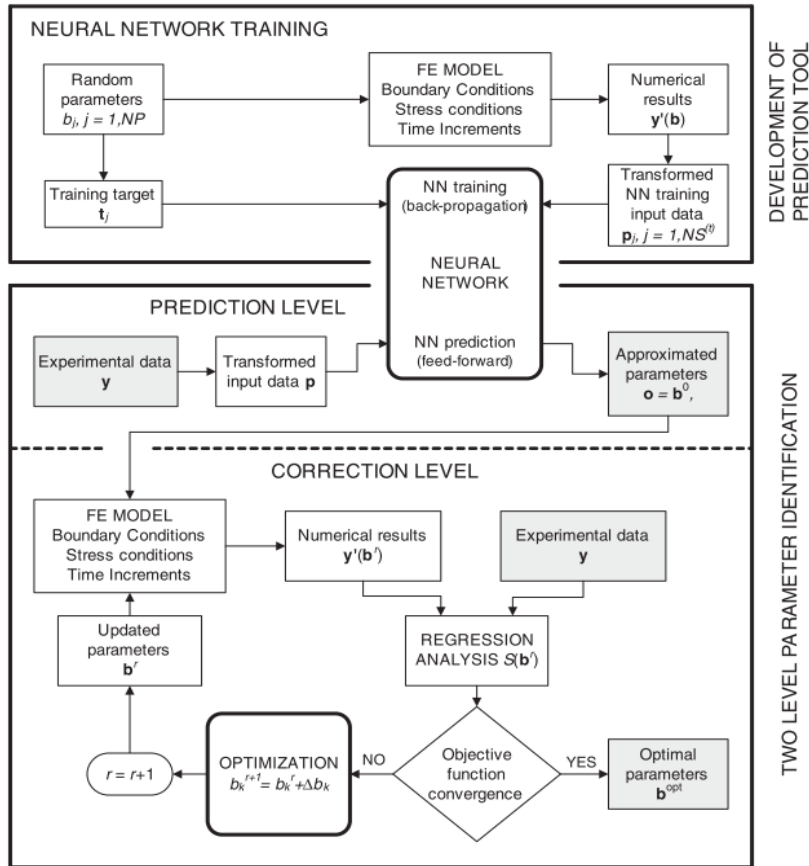 NEURAL NETWORK TRAINING
Random
parameters
b_j, j = 1,NP
FE MODEL
Boundary Conditions
Stress conditions
Time Increments
Numerical
results
y'(b)
Training target
t_j
NN training
(back-propagation)
Transformed
NN training
input data
p_j, j = 1,NS^(t)
NEURAL
NETWORK
DEVELOPMENT OF
PREDICTION TOOL
PREDICTION LEVEL
Experimental data
y
Transformed
input data p
NN prediction
(feed-forward)
Approximated
parameters
o = b^0,
CORRECTION LEVEL
FE MODEL
Boundary Conditions
Stress conditions
Time Increments
Numerical results
y'(b^r)
Experimental data
y
Updated
parameters
b^r
REGRESSION
ANALYSIS S(b^r)
r = r+1
OPTIMIZATION
b_k^r+1= b_k^r+Δb_k
NO
Objective
function
convergence
YES
Optimal
parameters
b^opt
TWO LEVEL PARAMETER IDENTIFICATION